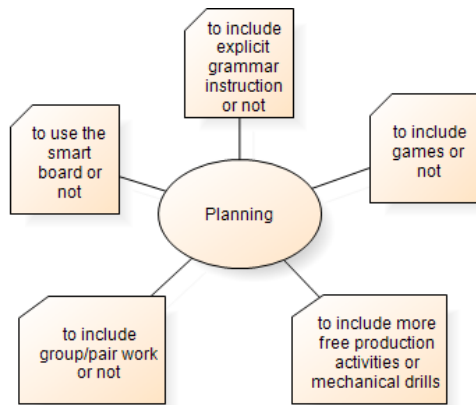 to include
explicit
grammar
instruction
or not
to use the
smart
board or
not
to include
games or
not
Planning
to include
group/pair work
or not
to include more
free production
activities or
mechanical drills